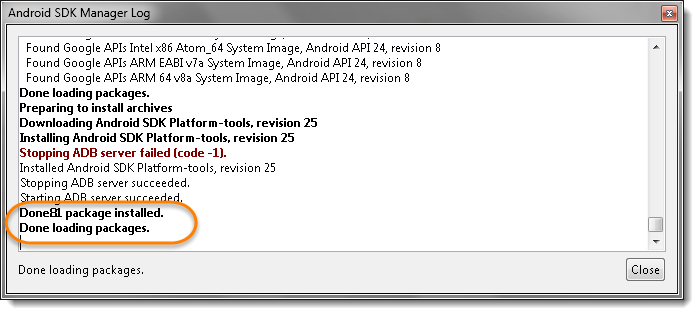 Android SDK Manager Log
Found Google APIs Intel x86 Atom_64 System Image, Android API 24, revision 8
Found Google APIs ARM EABI v7a System Image, Android API 24, revision 8
Found Google APIs ARM 64 v8a System Image, Android API 24, revision 8
Done loading packages.
Preparing to install archives
Downloading Android SDK Platform-tools, revision 25
Installing Android SDK Platform-tools, revision 25
Stopping ADB server failed (code -1).
Installed Android SDK Platform-tools, revision 25
Stopping ADB server succeeded.
Starting ADB server succeeded.
Done81 package installed.
Done loading packages.
Done loading packages.
Close